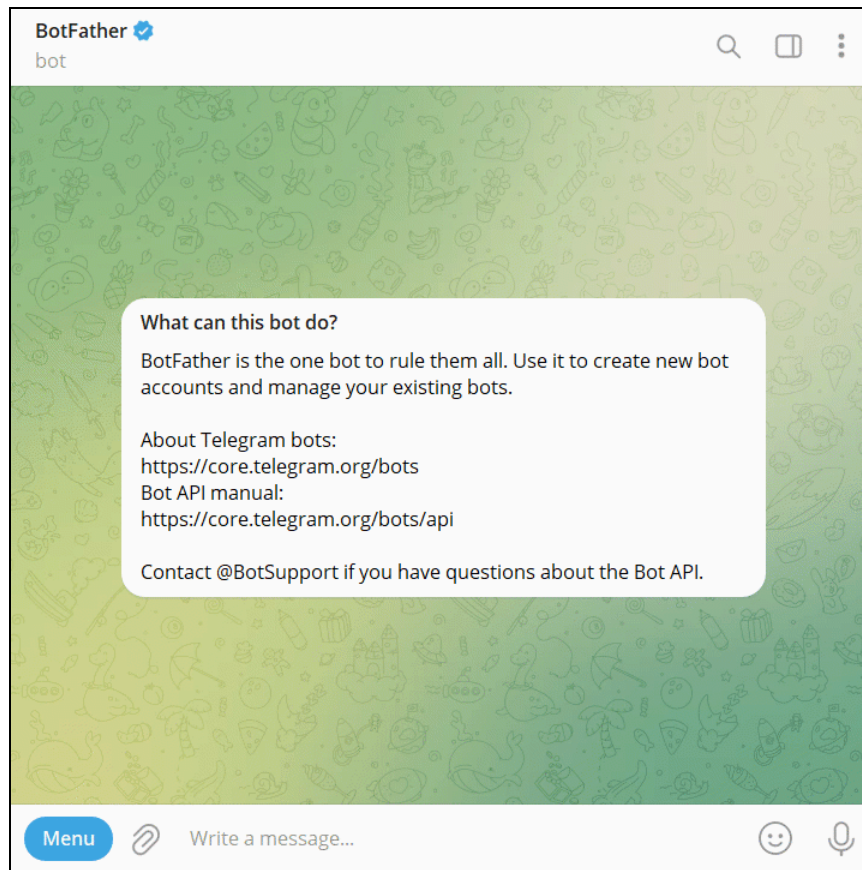 BotFather
bot
What can this bot do?
BotFather is the one bot to rule them all. Use it to create new bot
accounts and manage your existing bots.
About Telegram bots:
https://core.telegram.org/bots
Bot API manual:
https://core.telegram.org/bots/api
Contact @BotSupport if you have questions about the Bot API.
Menu
Write a message...